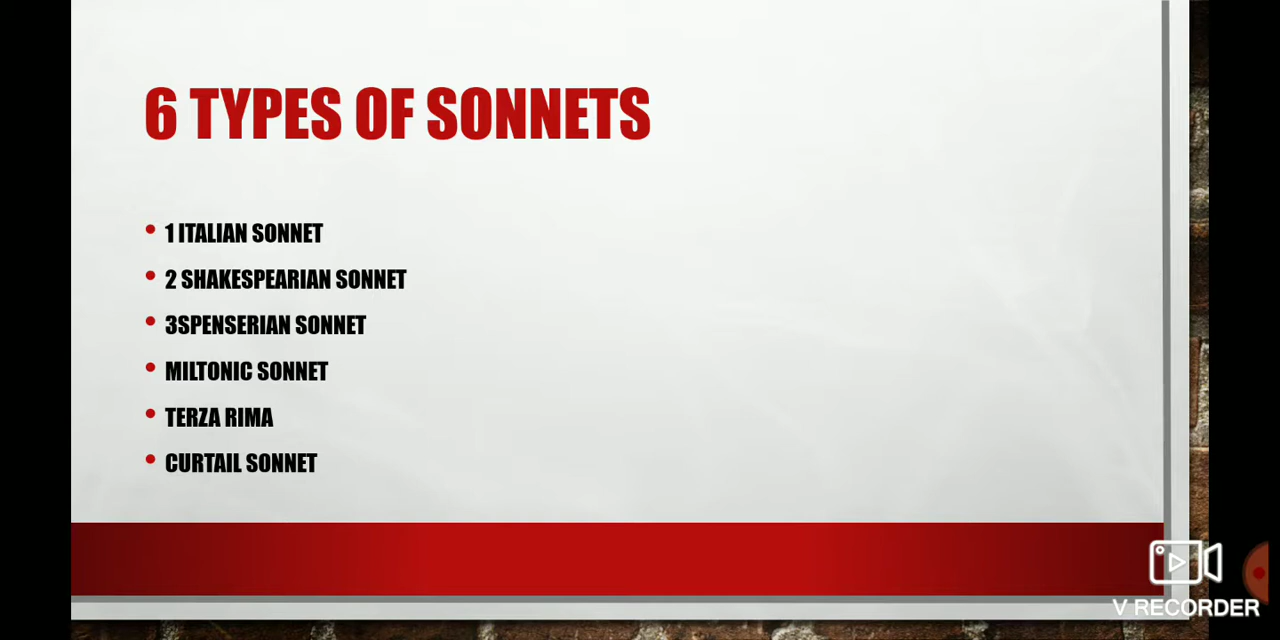 6 TYPES OF SONNETS
• 1 ITALIAN SONNET
• 2 SHAKESPEARIAN SONNET
• 3SPENSERIAN SONNET
• MILTONIC SONNET
• TERZA RIMA
• CURTAIL SONNET
V RECORDER